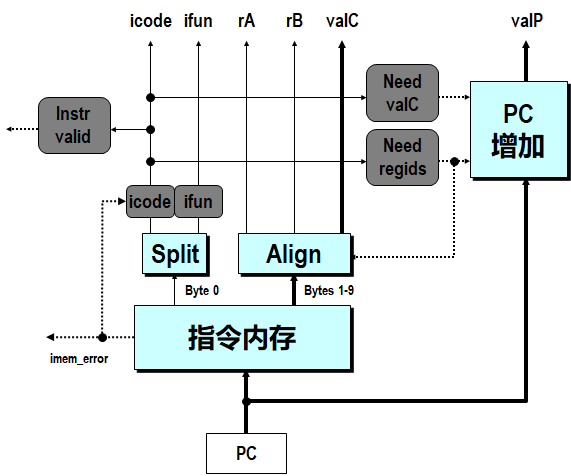 icode ifun rA rB valC valP
Instr
valid
Need
valC
PC
增加
Need
regids
icode ifun
Split
Align
Byte 0
Bytes 1-9
指令内存
imem_error
PC